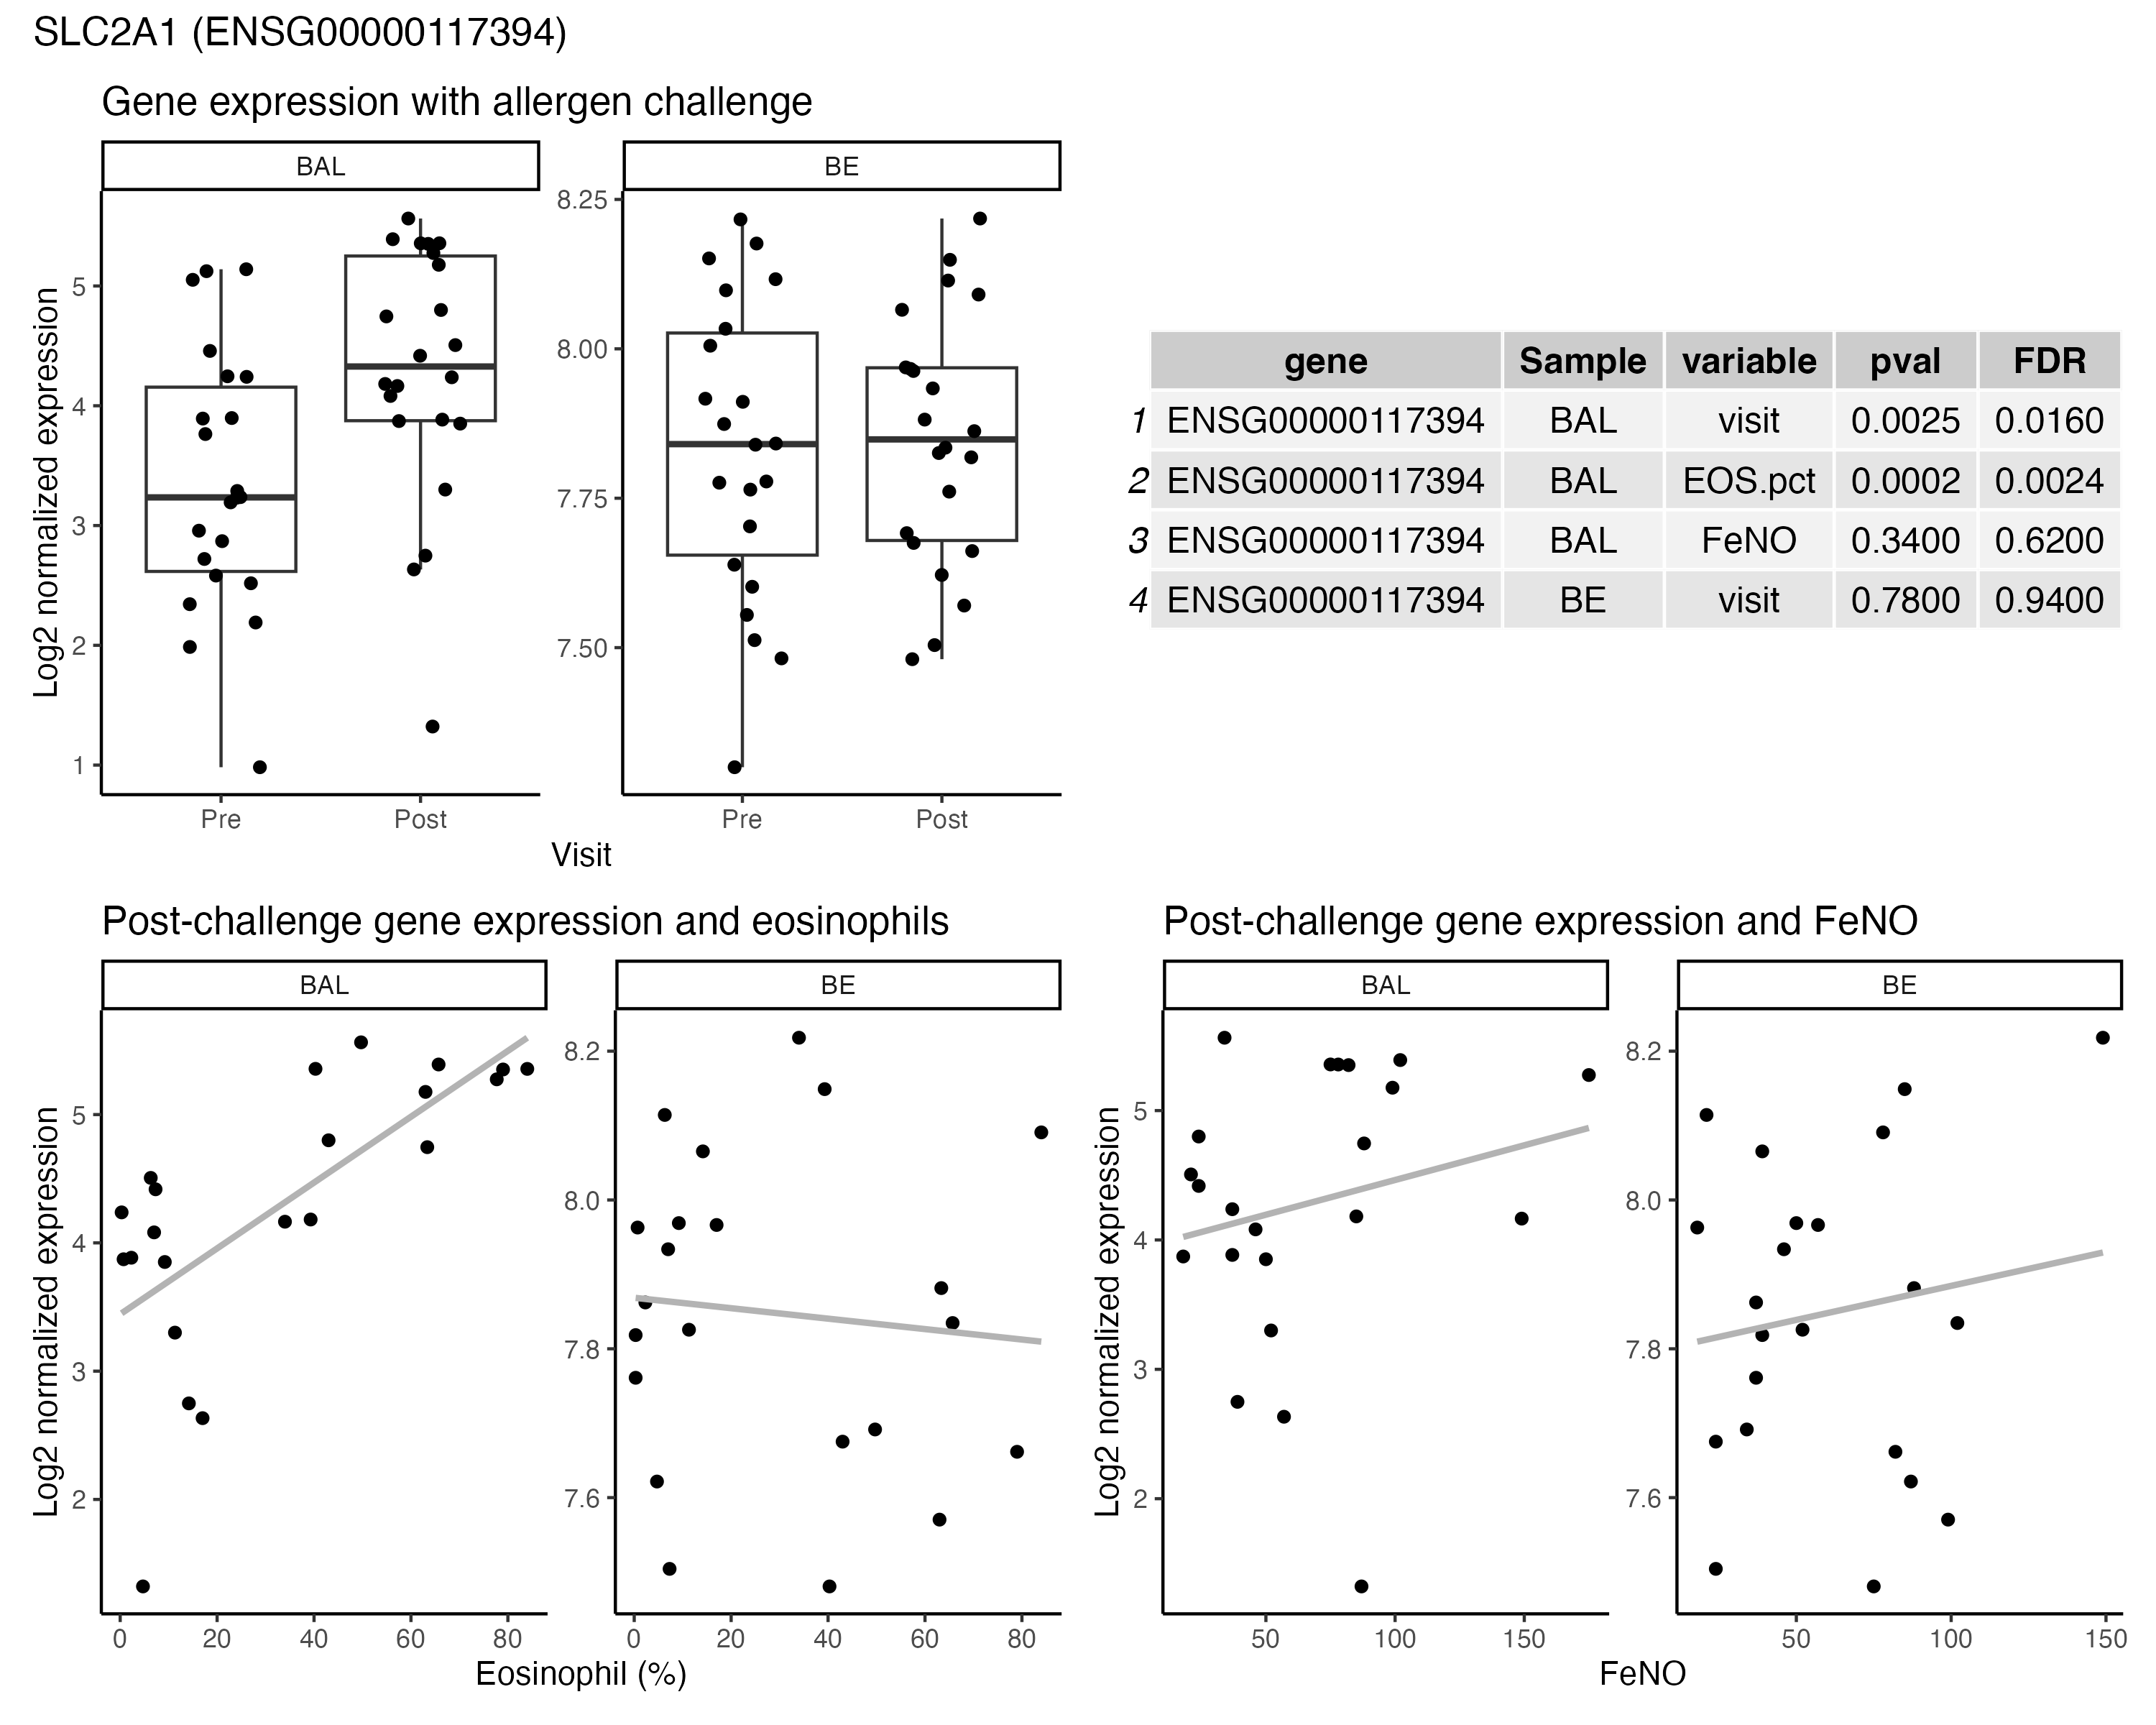 SLC2A1 (ENSG00000117394)
Gene expression with allergen challenge
BAL
BE
Log2 normalized expression
5
4
3
2
1
8.25
8.00
7.75
7.50
Pre
Post
Pre
Post
Visit
gene Sample variable pval FDR
1 ENSG00000117394 BAL visit 0.0025 0.0160
2 ENSG00000117394 BAL EOS.pct 0.0002 0.0024
3 ENSG00000117394 BAL FeNO 0.3400 0.6200
4 ENSG00000117394 BE visit 0.7800 0.9400
Post-challenge gene expression and eosinophils
BAL
BE
Log2 normalized expression
5
4
3
2
8.2
8.0
7.8
7.6
0 20 40 60 80
0 20 40 60 80
Eosinophil (%)
Post-challenge gene expression and FeNO
BAL
BE
Log2 normalized expression
5
4
3
2
8.2
8.0
7.8
7.6
50 100 150
50 100 150
FeNO